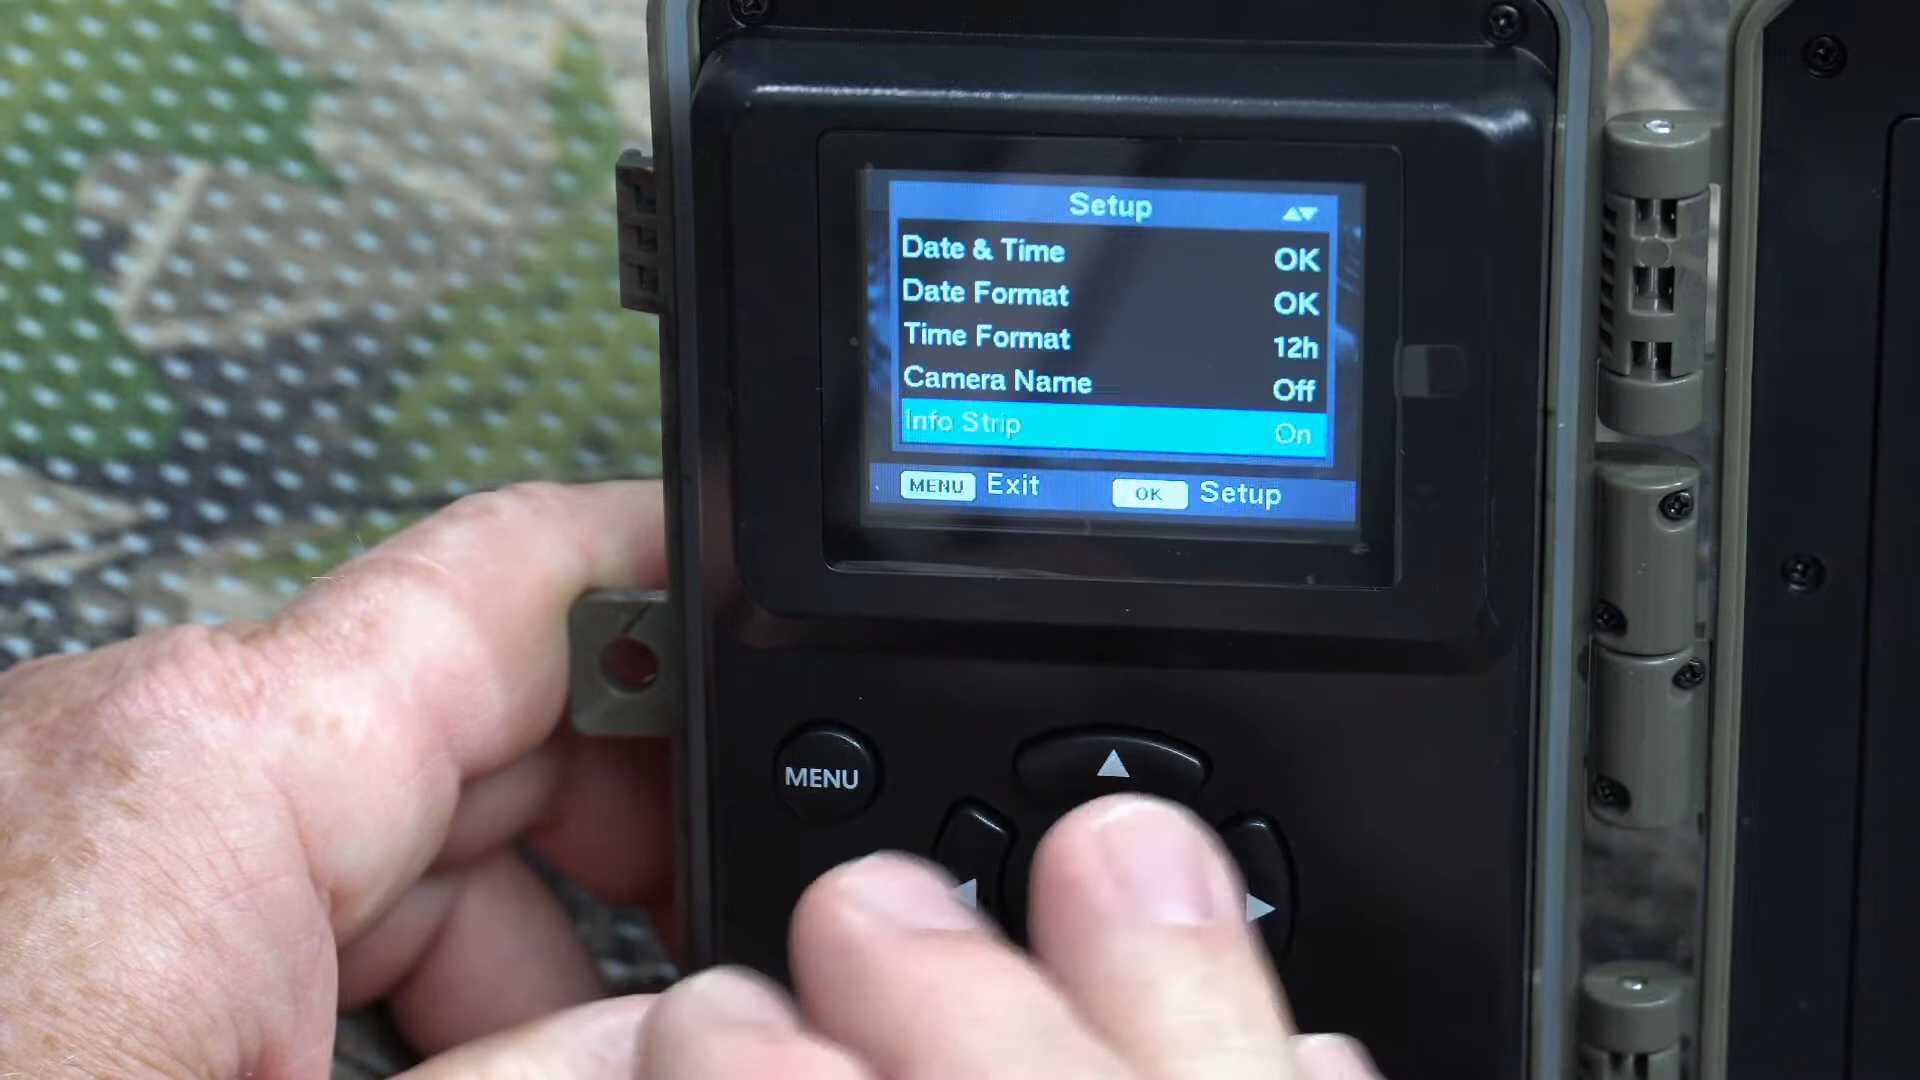 Setup
Date & Time OK
Date Format OK
Time Format 12h
Camera Name Off
Info Strip On
MENU Exit OK Setup
MENU